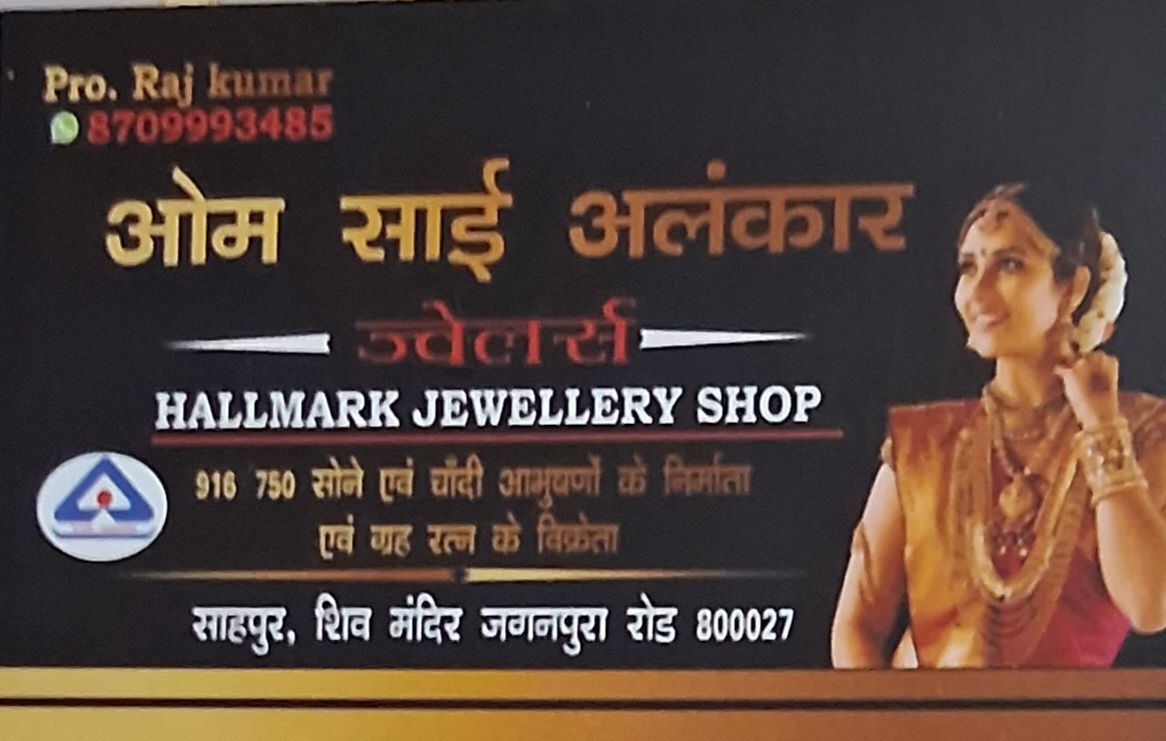 Pro. Raj kumar
8709993485
ओम साई अलंकार
ज्वेलर्स
HALLMARK JEWELLERY SHOP
916 750 सोने एवं चाँदी आभुषणों के निर्माता
एवं ग्रह रत्न के विक्रेता
साहपुर, शिव मंदिर जगनपुरा रोड 800027